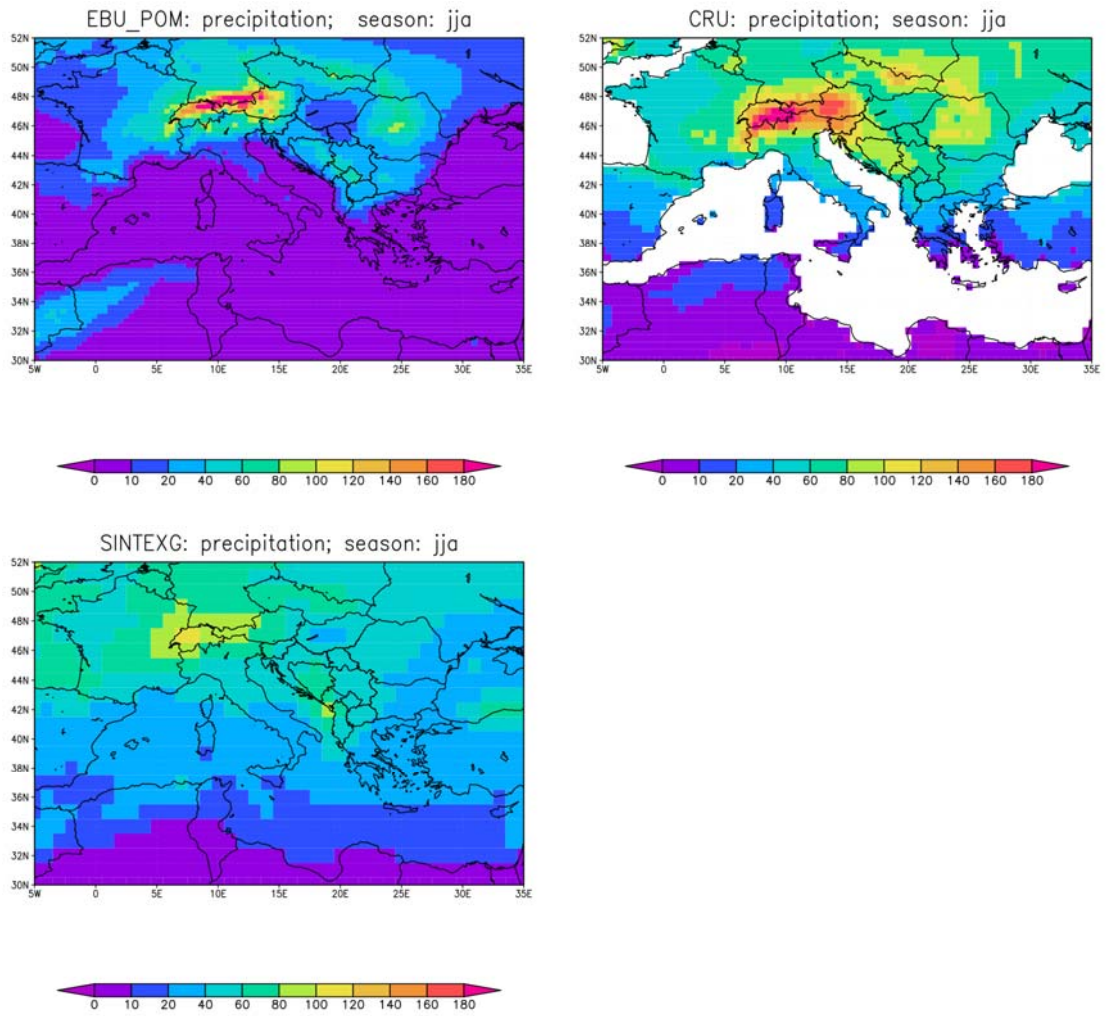 EBU_POM: precipitation; season: jja
52N
50N
48N
46N
44N
42N
40N
38N
36N
34N
32N
30N
5W 0 5E 10E 15E 20E 25E 30E 35E
0 10 20 40 60 80 100 120 140 160 180
CRU: precipitation; season: jja
52N
50N
48N
46N
44N
42N
40N
38N
36N
34N
32N
30N
5W 0 5E 10E 15E 20E 25E 30E 35E
0 10 20 40 60 80 100 120 140 160 180
SINTEXG: precipitation; season: jja
52N
50N
48N
46N
44N
42N
40N
38N
36N
34N
32N
30N
5W 0 5E 10E 15E 20E 25E 30E 35E
0 10 20 40 60 80 100 120 140 160 180